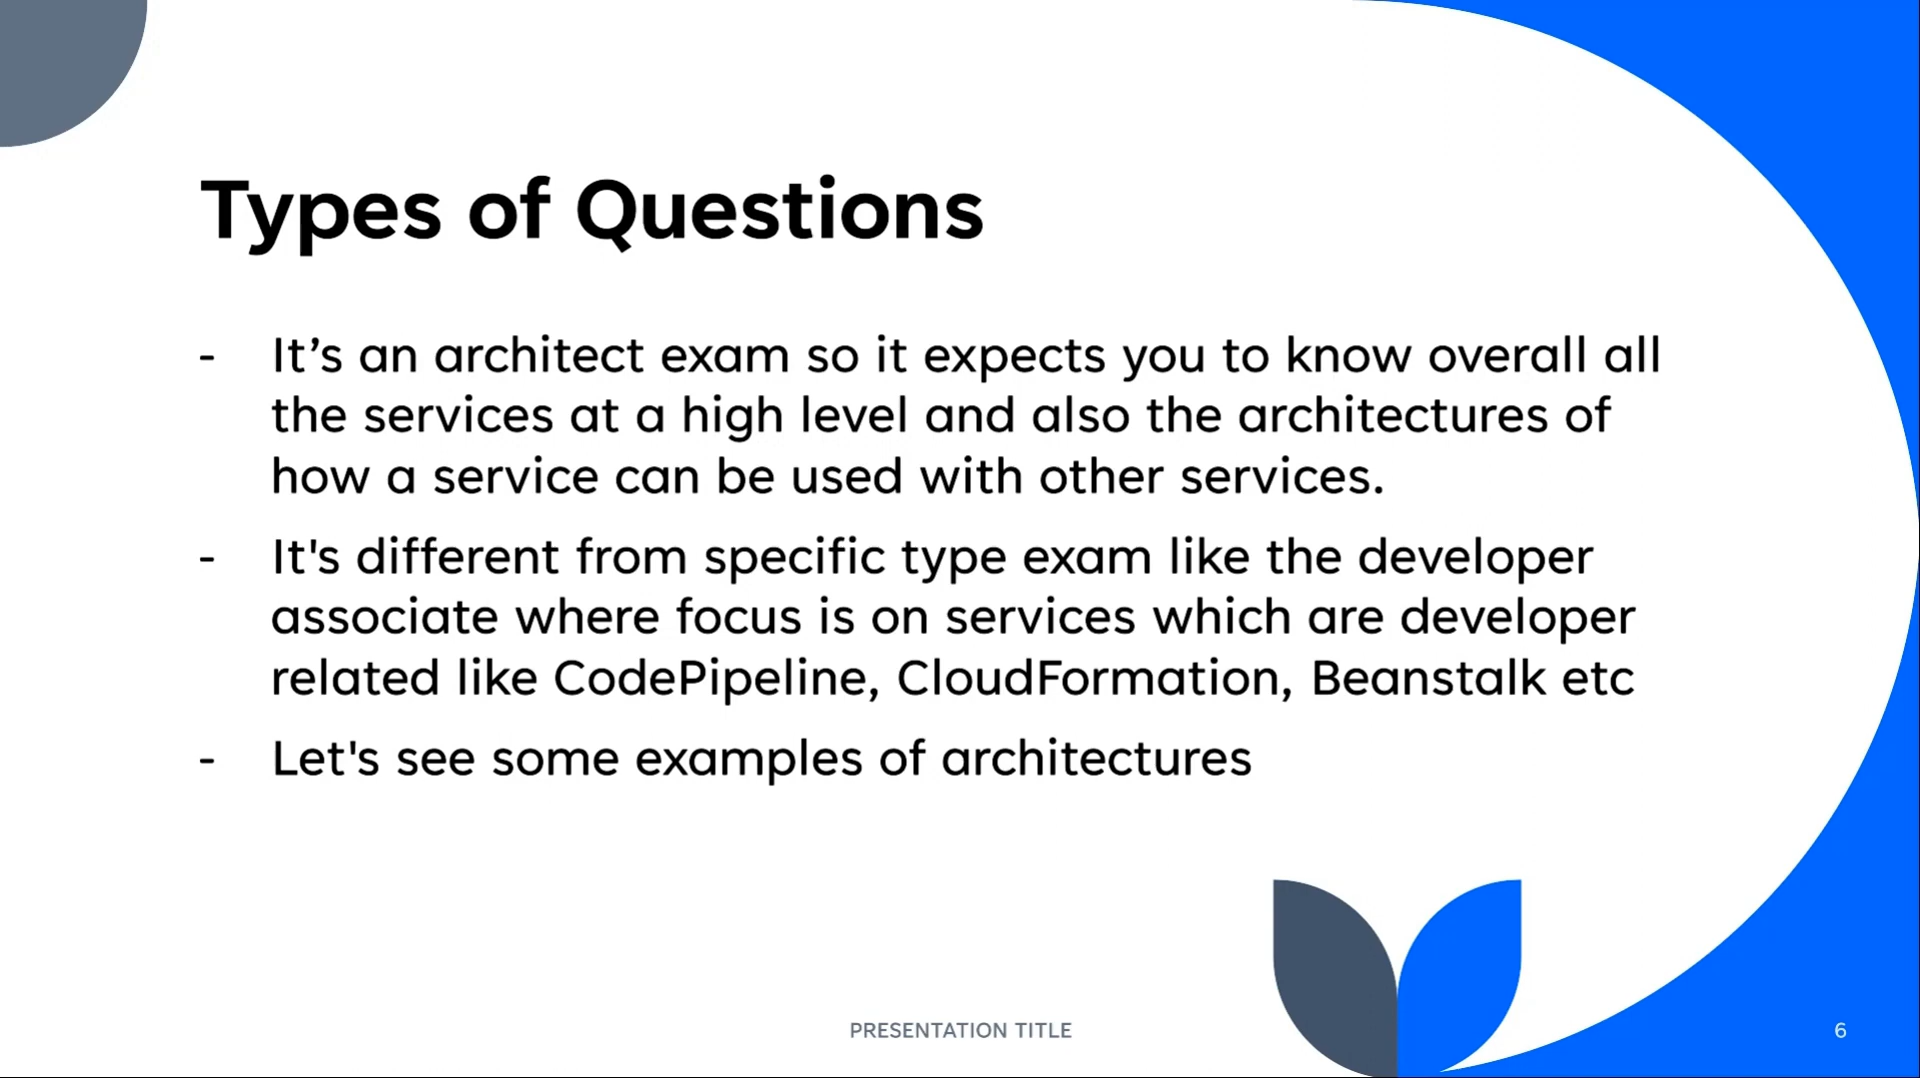 Types of Questions
- It’s an architect exam so it expects you to know overall all
the services at a high level and also the architectures of
how a service can be used with other services.
- It's different from specific type exam like the developer
associate where focus is on services which are developer
related like CodePipeline, CloudFormation, Beanstalk etc
- Let's see some examples of architectures
PRESENTATION TITLE
6